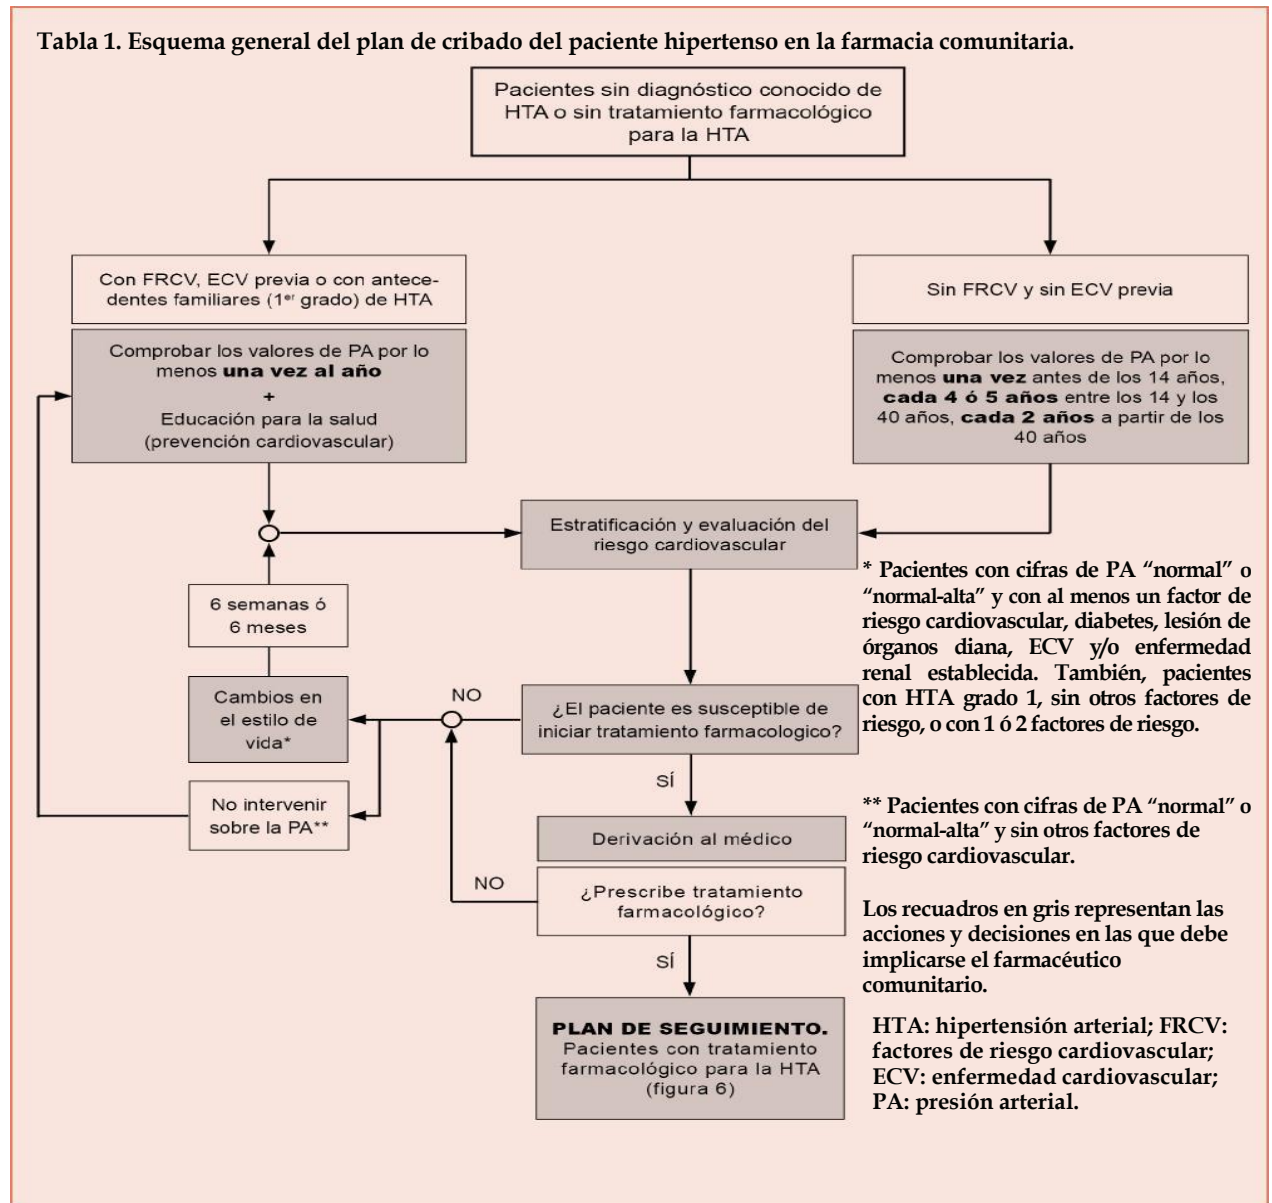 Tabla 1. Esquema general del plan de cribado del paciente hipertenso en la farmacia comunitaria.
Pacientes sin diagnóstico conocido de
HTA o sin tratamiento farmacológico
para la HTA
Con FRCV, ECV previa o con antece-
dentes familiares (1er grado) de HTA
Sin FRCV y sin ECV previa
Comprobar los valores de PA por lo
menos una vez al año
+
Educación para la salud
(prevención cardiovascular)
Comprobar los valores de PA por lo
menos una vez antes de los 14 años,
cada 4 ó 5 años entre los 14 y los
40 años, cada 2 años a partir de los
40 años
Estratificación y evaluación del
riesgo cardiovascular
6 semanas ó
6 meses
Cambios en
el estilo de
vida*
NO
¿El paciente es susceptible de
iniciar tratamiento farmacologico?
No intervenir
sobre la PA**
SÍ
Derivación al médico
NO
¿Prescribe tratamiento
farmacológico?
SÍ
PLAN DE SEGUIMIENTO.
Pacientes con tratamiento
farmacológico para la HTA
(figura 6)
* Pacientes con cifras de PA “normal” o
“normal-alta” y con al menos un factor de
riesgo cardiovascular, diabetes, lesión de
órganos diana, ECV y/o enfermedad
renal establecida. También, pacientes
con HTA grado 1, sin otros factores de
riesgo, o con 1 ó 2 factores de riesgo.
** Pacientes con cifras de PA “normal” o
“normal-alta” y sin otros factores de
riesgo cardiovascular.
Los recuadros en gris representan las
acciones y decisiones en las que debe
implicarse el farmacéutico
comunitario.
HTA: hipertensión arterial; FRCV:
factores de riesgo cardiovascular;
ECV: enfermedad cardiovascular;
PA: presión arterial.